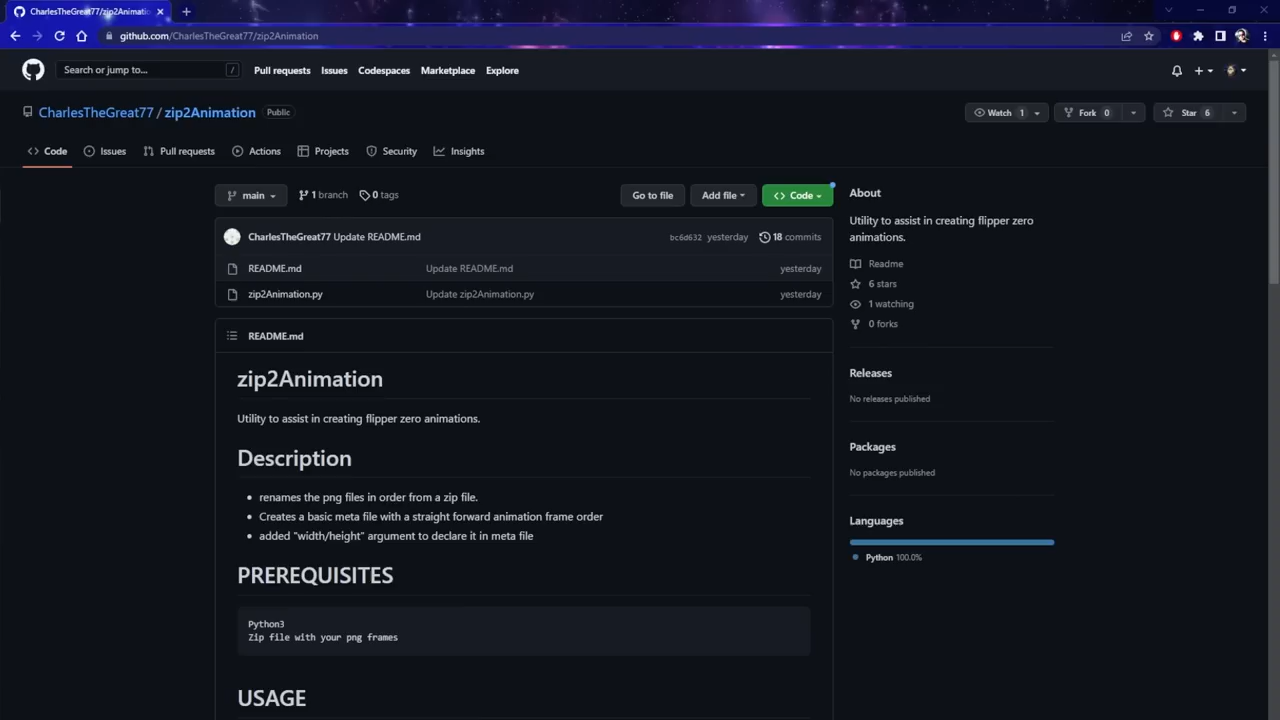 CharlesTheGreat77/zip2Animatio
github.com/CharlesTheGreat77/zip2Animation
Search or jump to... /
Pull requests Issues Codespaces Marketplace Explore
CharlesTheGreat77 / zip2Animation Public
Watch 1 Fork 0 Star 6
Code Issues Pull requests Actions Projects Security Insights
main 1 branch 0 tags Go to file Add file Code
CharlesTheGreat77 Update README.md bc6d632 yesterday 18 commits
README.md Update README.md yesterday
zip2Animation.py Update zip2Animation.py yesterday
README.md
zip2Animation
Utility to assist in creating flipper zero animations.
Description
renames the png files in order from a zip file.
Creates a basic meta file with a straight forward animation frame order
added "width/height" argument to declare it in meta file
PREREQUISITES
Python3
Zip file with your png frames
USAGE
About
Utility to assist in creating flipper zero
animations.
Readme
6 stars
1 watching
0 forks
Releases
No releases published
Packages
No packages published
Languages
Python 100.0%